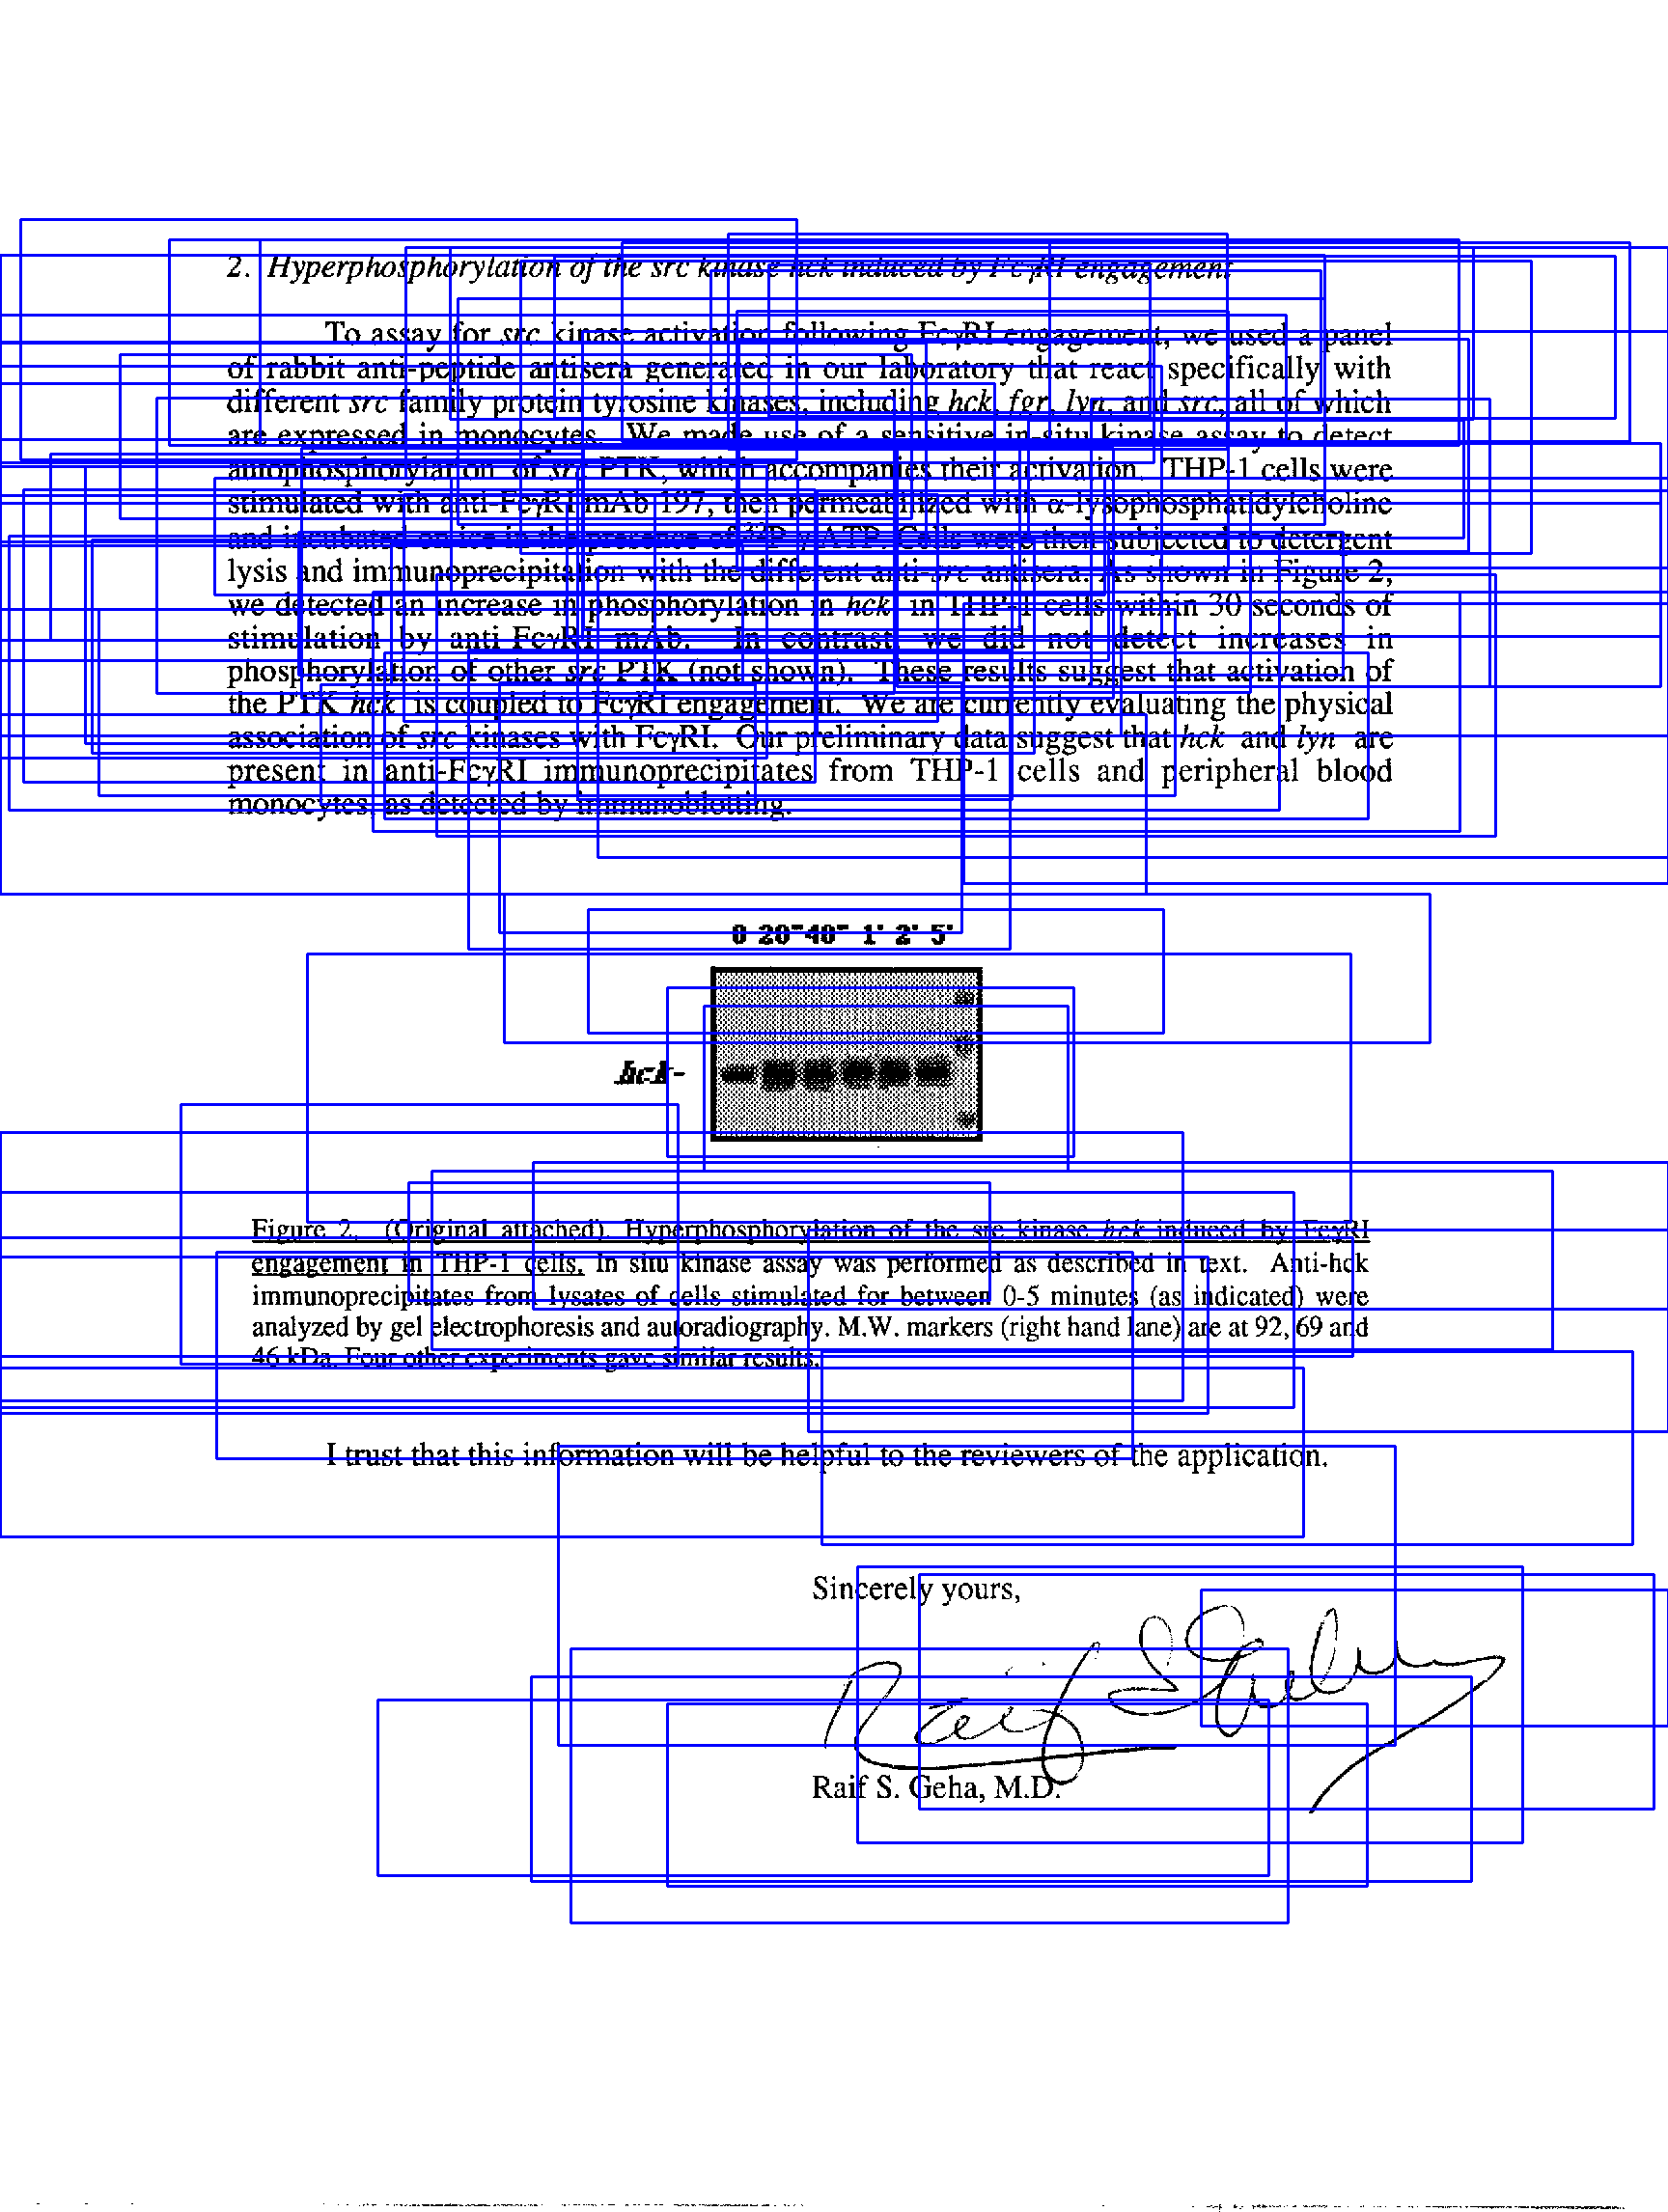 2. Hyperphosphorylation of the src kinase hck induced by FcγRI engagement
To assay for src kinase activation following FcγRI engagement, we used a panel
of rabbit anti-peptide antisera generated in our laboratory that react specifically with
different src family protein tyrosine kinases, including hck, fgr, lyn, and src, all of which
are expressed in monocytes. We made use of a sensitive in-situ kinase assay to detect
autophosphorylation of src PTK, which accompanies their activation. THP-1 cells were
stimulated with anti-FcγRI mAb 197, then permeabilized with α-lysophosphatidylcholine
and incubated on ice in the presence of ³²P γ ATP. Cells were then subjected to detergent
lysis and immunoprecipitation with the different anti-src antisera. As shown in Figure 2,
we detected an increase in phosphorylation in hck in THP-1 cells within 30 seconds of
stimulation by anti FcγRI mAb. In contrast, we did not detect increases in
phosphorylation of other src PTK (not shown). These results suggest that activation of
the PTK hck is coupled to FcγRI engagement. We are currently evaluating the physical
association of src kinases with FcγRI. Our preliminary data suggest that hck and lyn are
present in anti-FcγRI immunoprecipitates from THP-1 cells and peripheral blood
monocytes, as detected by immunoblotting.
0 20" 40" 1' 2' 5'
hck-
Figure 2. (Original attached). Hyperphosphorylation of the src kinase hck induced by FcγRI
engagement in THP-1 cells. In situ kinase assay was performed as described in text. Anti-hck
immunoprecipitates from lysates of cells stimulated for between 0-5 minutes (as indicated) were
analyzed by gel electrophoresis and autoradiography. M.W. markers (right hand lane) are at 92, 69 and
46 kDa. Four other experiments gave similar results.
I trust that this information will be helpful to the reviewers of the application.
Sincerely yours,
Raif S Geha
Raif S. Geha, M.D.